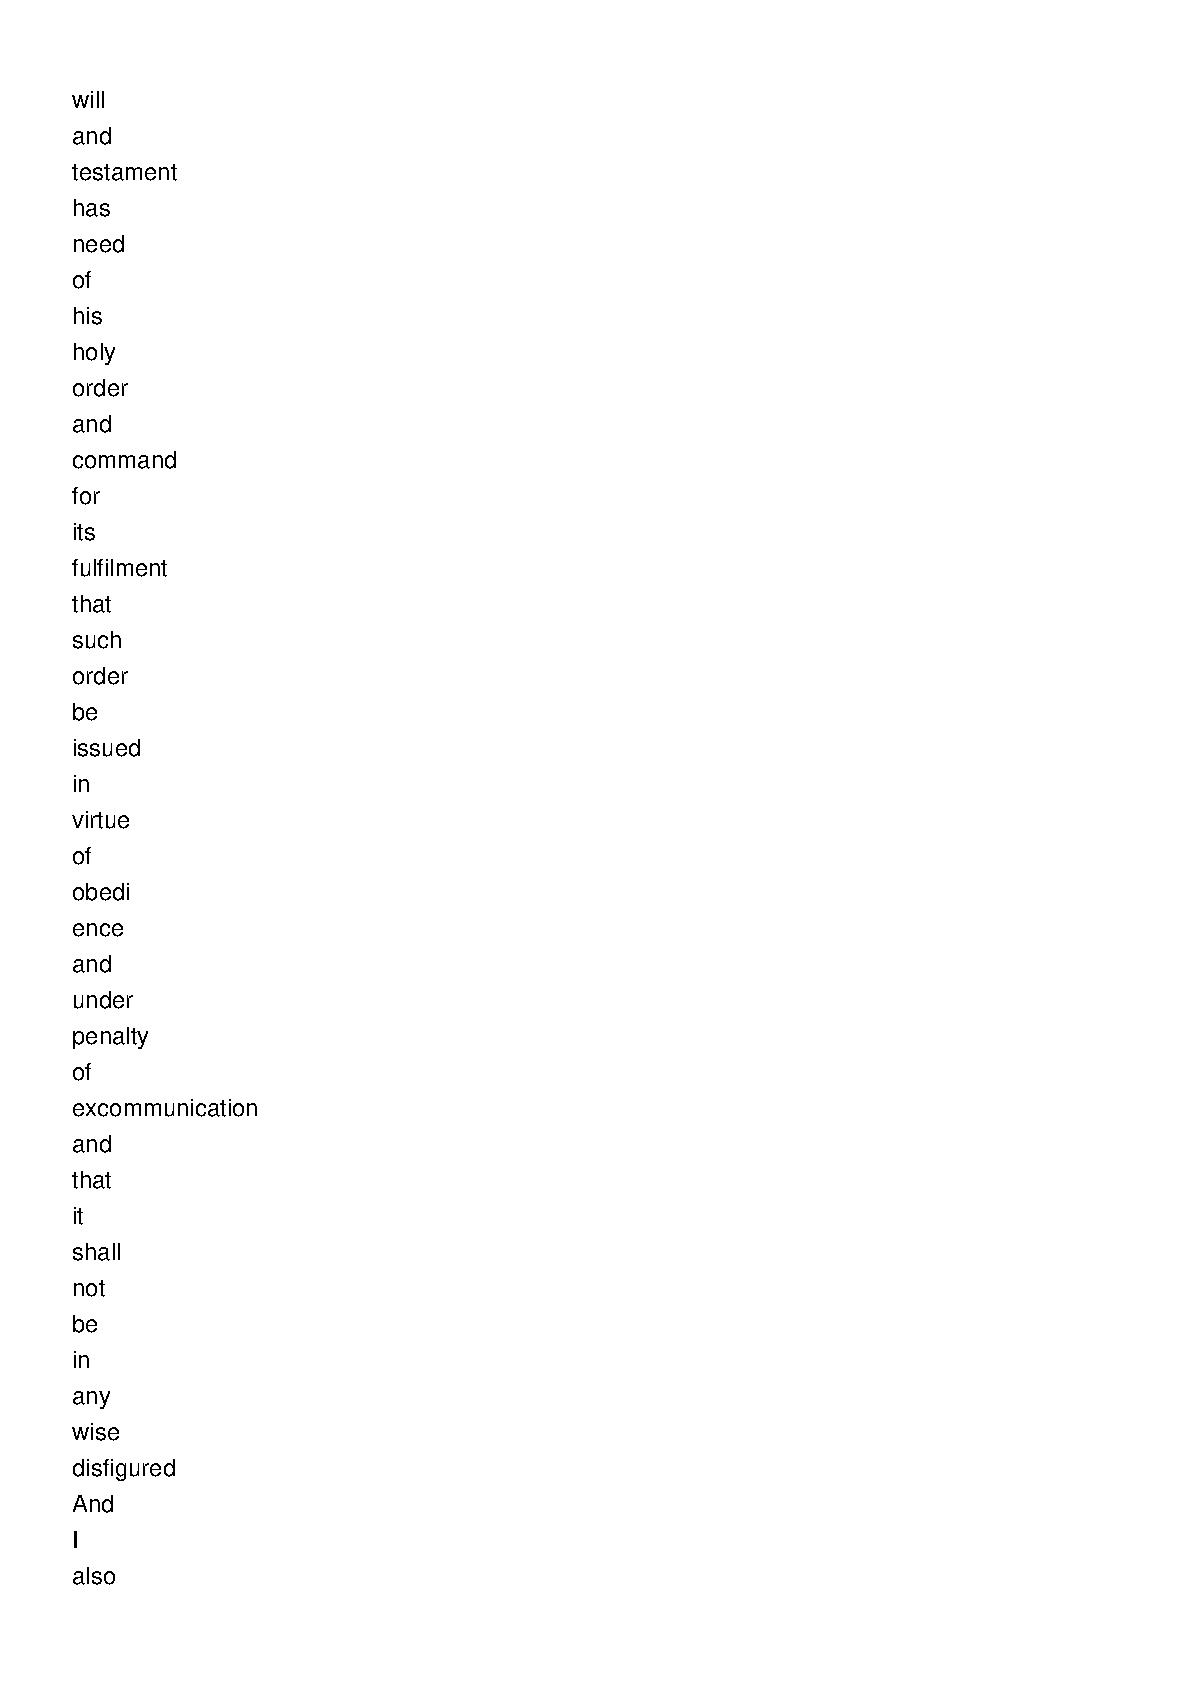 will
and
testament
has
need
of
his
holy
order
and
command
for
its
fulfilment
that
such
order
be
issued
in
virtue
of
obedi
ence
and
under
penalty
of
excommunication
and
that
it
shall
not
be
in
any
wise
disfigured
And
I
also